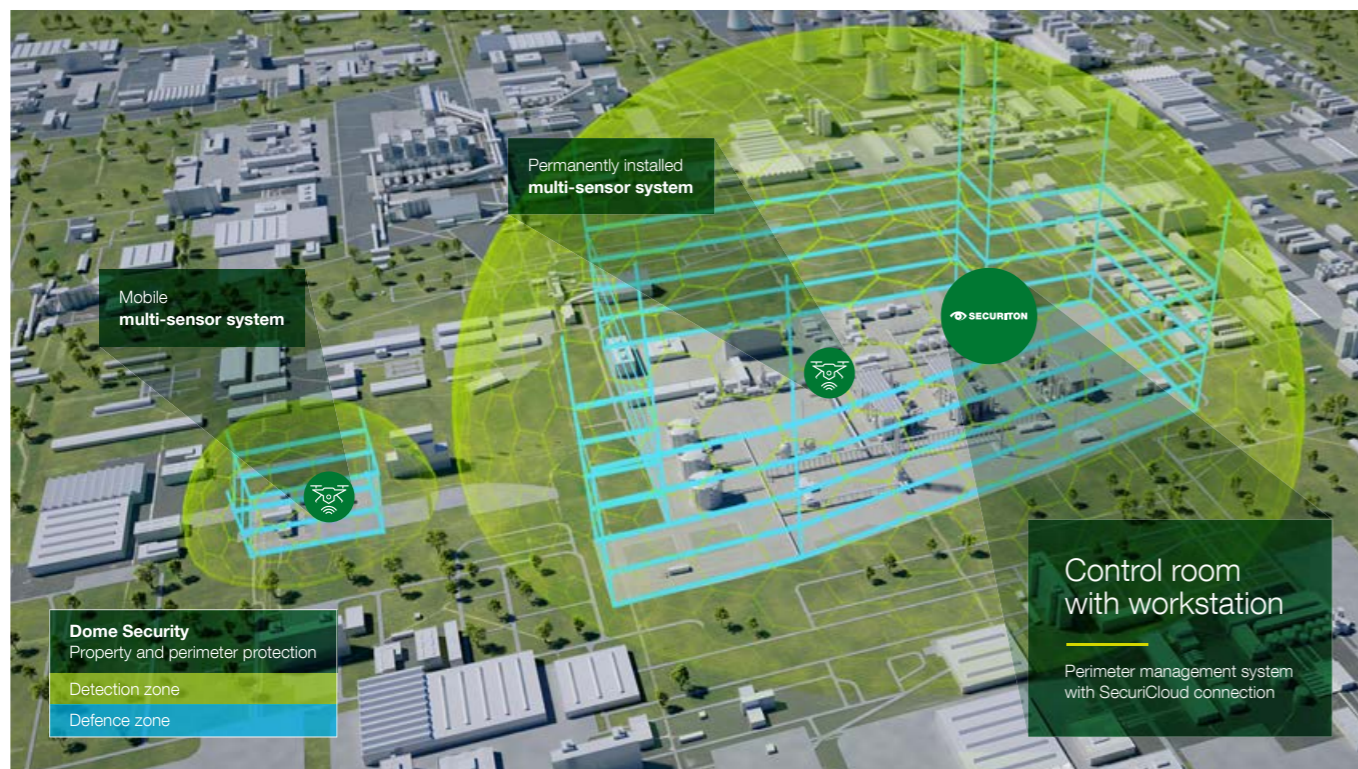 Permanently installed
multi-sensor system
Mobile
multi-sensor system
SECURITON
Control room
with workstation
Perimeter management system
with SecuriCloud connection
Dome Security
Property and perimeter protection
Detection zone
Defence zone